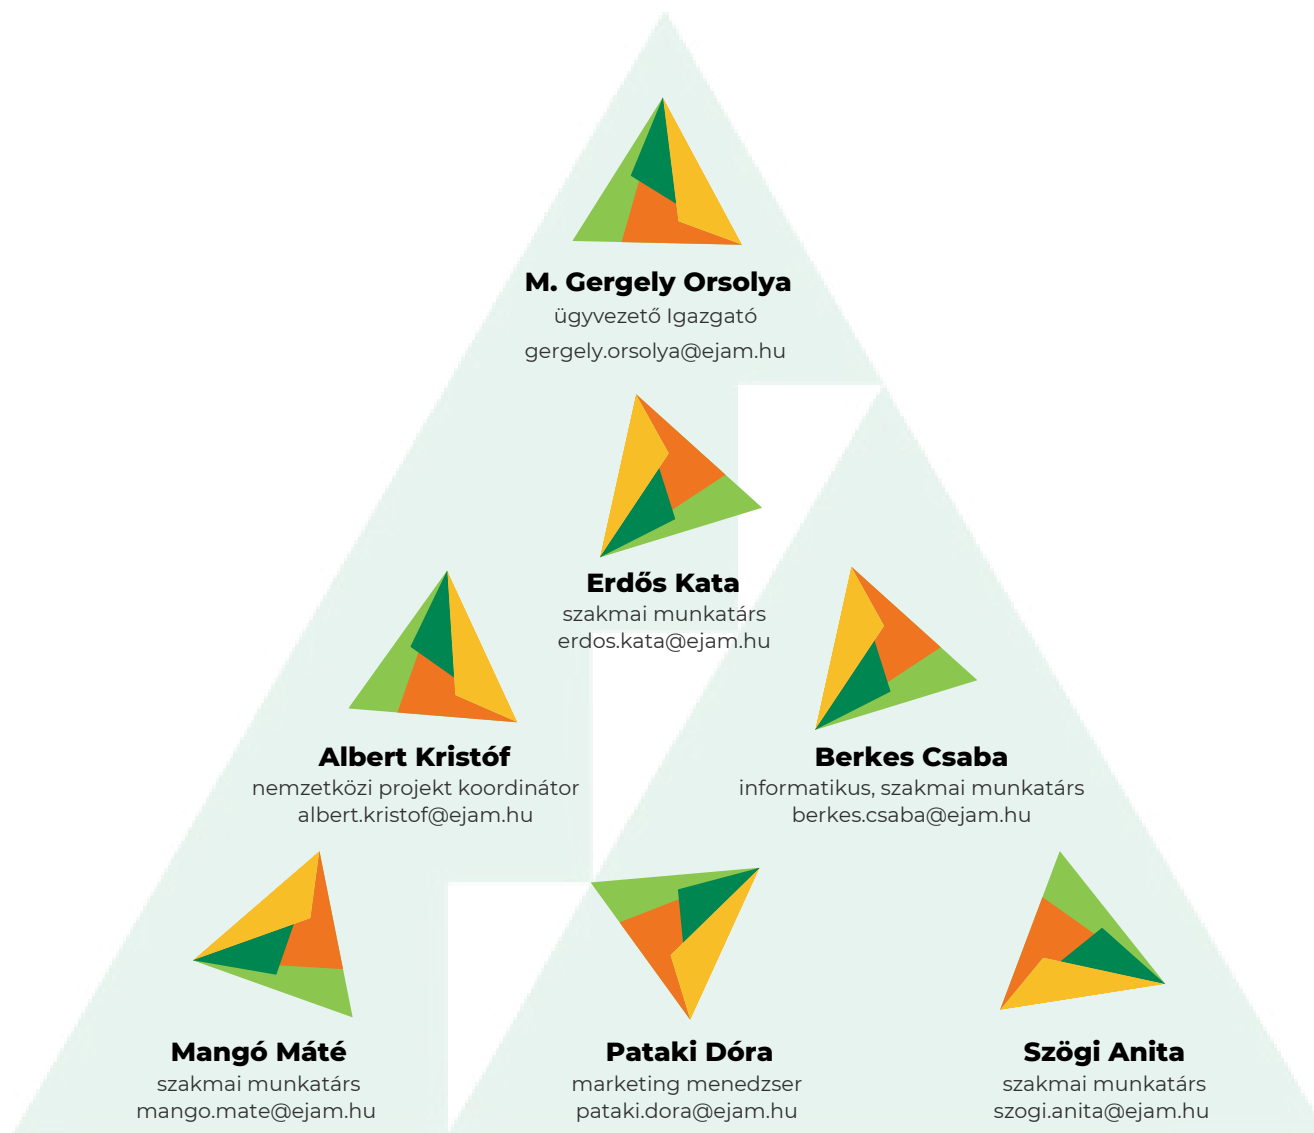 M. Gergely Orsolya
ügyvezető Igazgató
gergely.orsolya@ejam.hu
Erdős Kata
szakmai munkatárs
erdos.kata@ejam.hu
Albert Kristóf
nemzetközi projekt koordinátor
albert.kristof@ejam.hu
Berkes Csaba
informatikus, szakmai munkatárs
berkes.csaba@ejam.hu
Mangó Máté
szakmai munkatárs
mango.mate@ejam.hu
Pataki Dóra
marketing menedzser
pataki.dora@ejam.hu
Szögi Anita
szakmai munkatárs
szogi.anita@ejam.hu